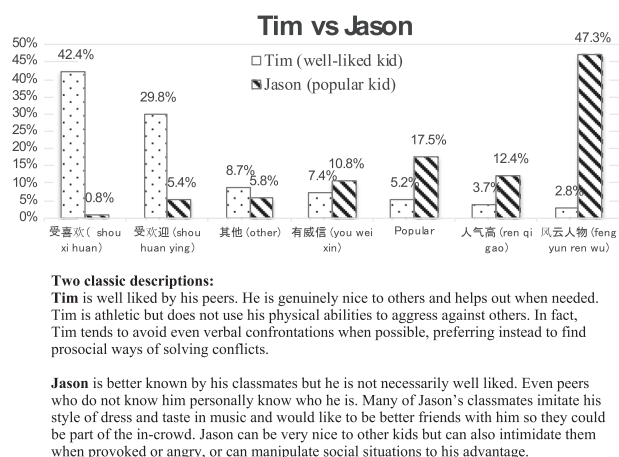 Tim vs Jason
50%
45%
40%
35%
30%
25%
20%
15%
10%
5%
0%
Tim (well-liked kid)
Jason (popular kid)
42.4%
0.8%
29.8%
5.4%
8.7%
5.8%
7.4%
10.8%
5.2%
17.5%
3.7%
12.4%
2.8%
47.3%
受喜欢( shou
xi huan)
受欢迎 (shou
huan ying)
其他 (other)
有威信 (you wei
xin)
Popular
人气高 (ren qi
gao)
风云人物 (feng
yun ren wu)
Two classic descriptions:
Tim is well liked by his peers. He is genuinely nice to others and helps out when needed.
Tim is athletic but does not use his physical abilities to aggress against others. In fact,
Tim tends to avoid even verbal confrontations when possible, preferring instead to find
prosocial ways of solving conflicts.
Jason is better known by his classmates but he is not necessarily well liked. Even peers
who do not know him personally know who he is. Many of Jason’s classmates imitate his
style of dress and taste in music and would like to be better friends with him so they could
be part of the in-crowd. Jason can be very nice to other kids but can also intimidate them
when provoked or angry, or can manipulate social situations to his advantage.